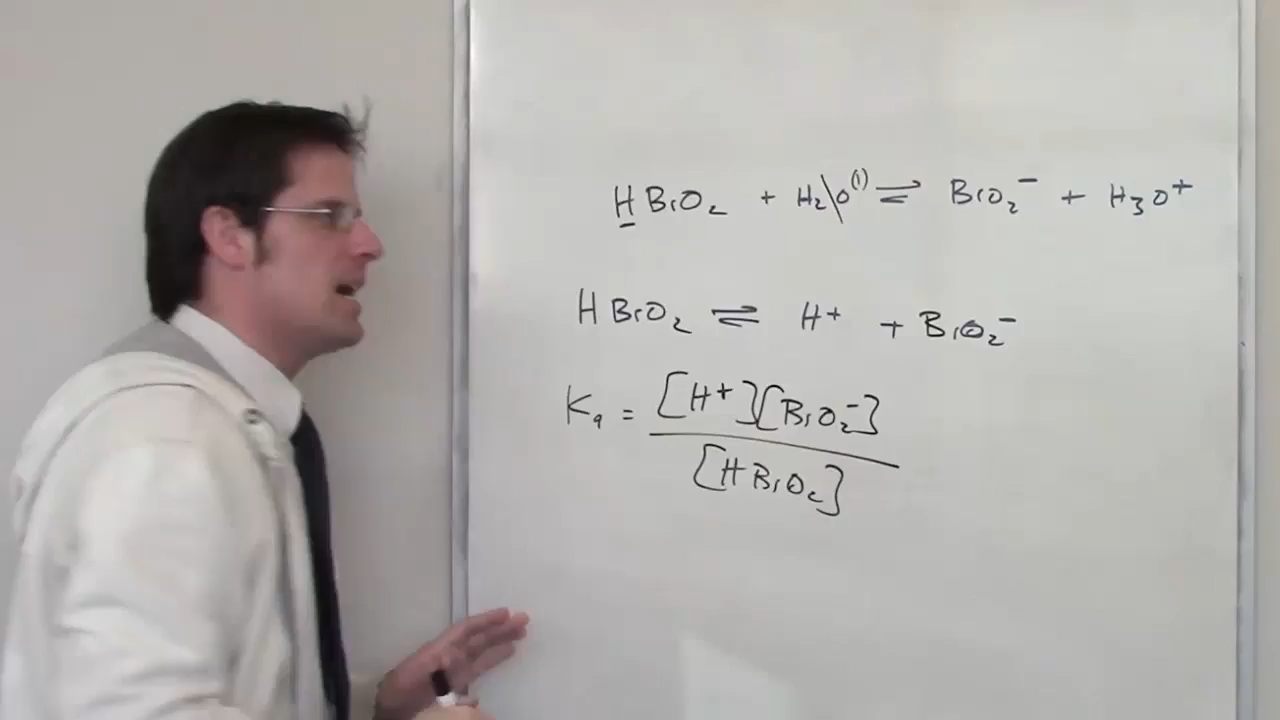 HBrO₂ + H₂O(l) ⇌ BrO₂⁻ + H₃O⁺
HBrO₂ ⇌ H⁺ + BrO₂⁻
Kₐ = [H⁺][BrO₂⁻]
[HBrO₂]